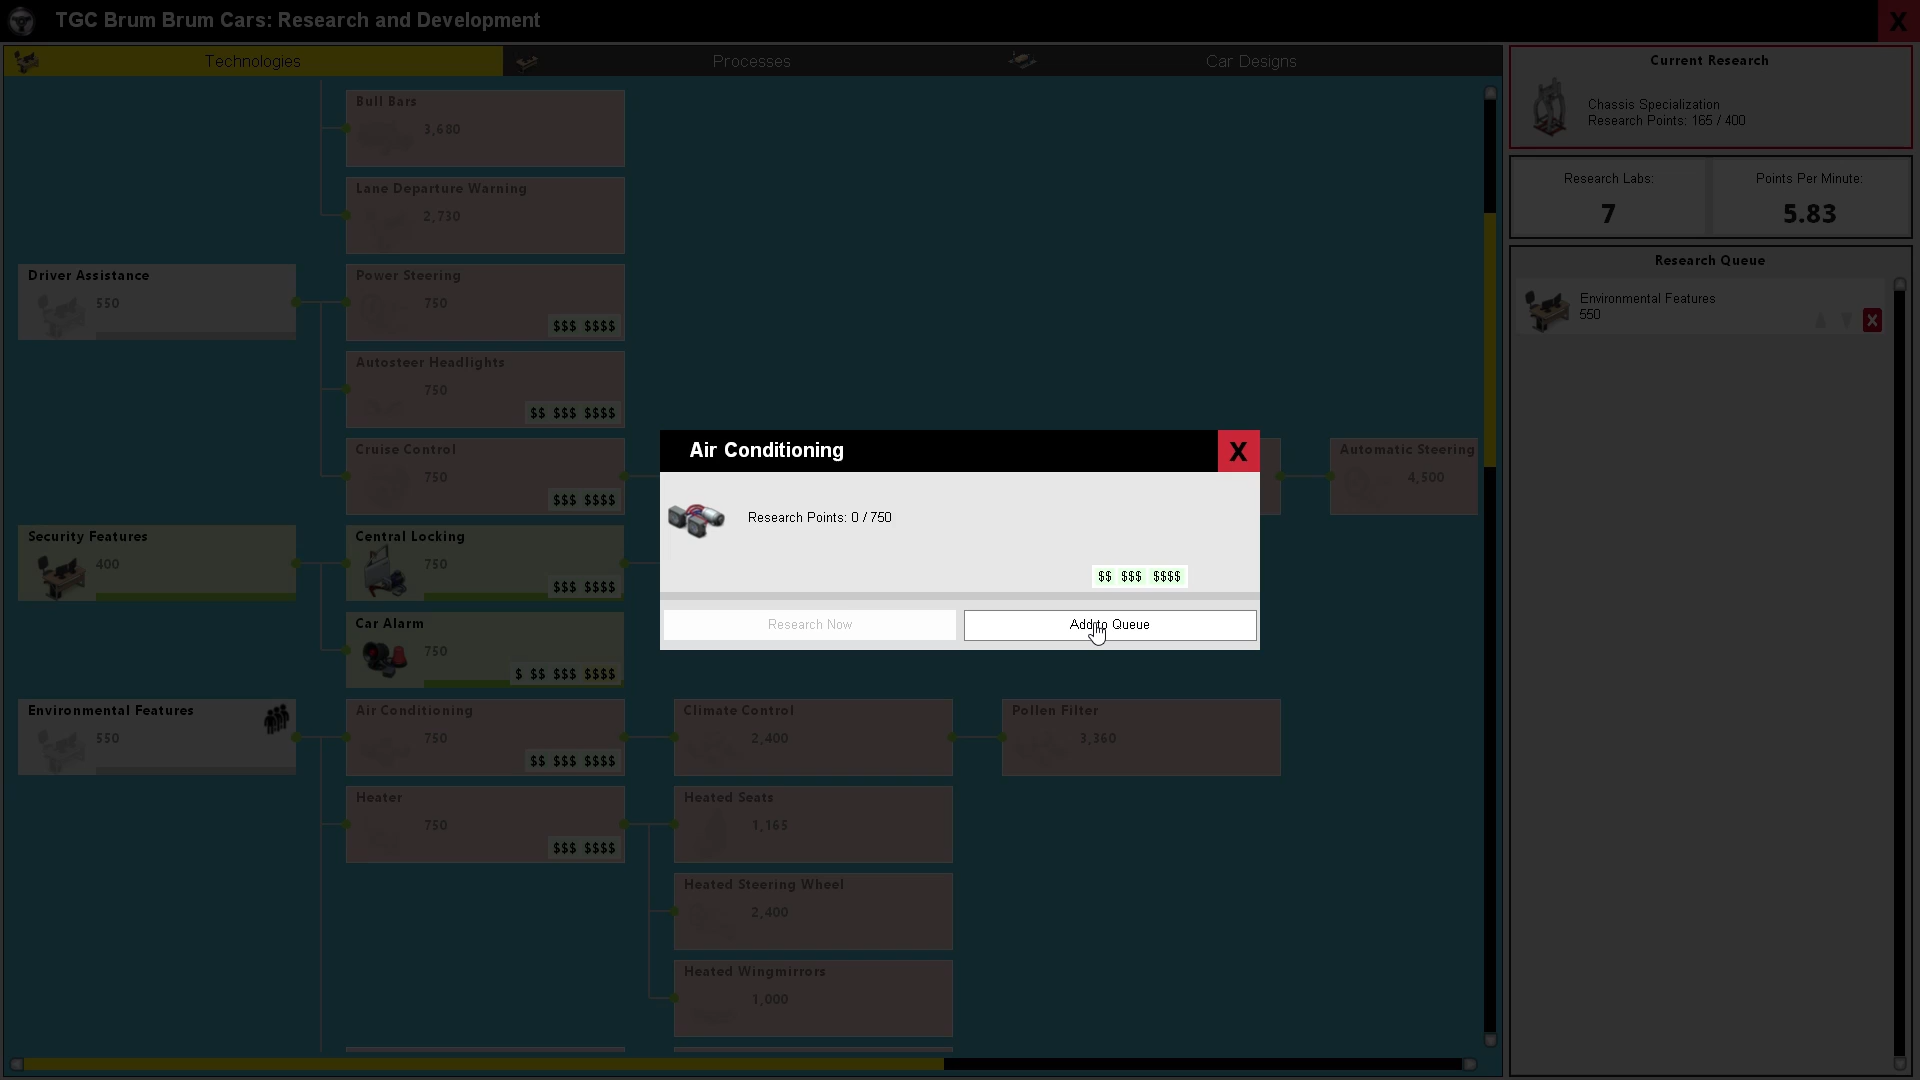 TGC Brum Brum Cars: Research and Development
X
Technologies
Processes
Car Designs
Bull Bars
3,680
Lane Departure Warning
2,730
Driver Assistance
550
Power Steering
750
$$$ $$$$
Autosteer Headlights
750
$$ $$$ $$$$
Cruise Control
750
$$$ $$$$
Automatic Steering
4,500
Security Features
400
Central Locking
750
$$$ $$$$
Car Alarm
750
$ $$ $$$ $$$$
Environmental Features
550
Air Conditioning
750
$$ $$$ $$$$
Climate Control
2,400
Pollen Filter
3,360
Heater
750
$$$ $$$$
Heated Seats
1,165
Heated Steering Wheel
2,400
Heated Wingmirrors
1,000
Air Conditioning
X
Research Points: 0 / 750
$$ $$$ $$$$
Research Now
Add to Queue
Current Research
Chassis Specialization
Research Points: 165 / 400
Research Labs:
7
Points Per Minute:
5.83
Research Queue
Environmental Features
550
X